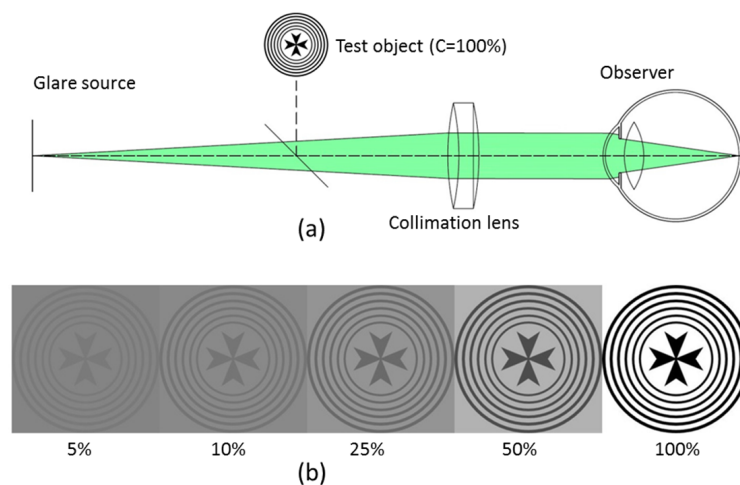 Test object (C=100%)
Glare source
Observer
Collimation lens
(a)
5%
10%
25%
50%
100%
(b)